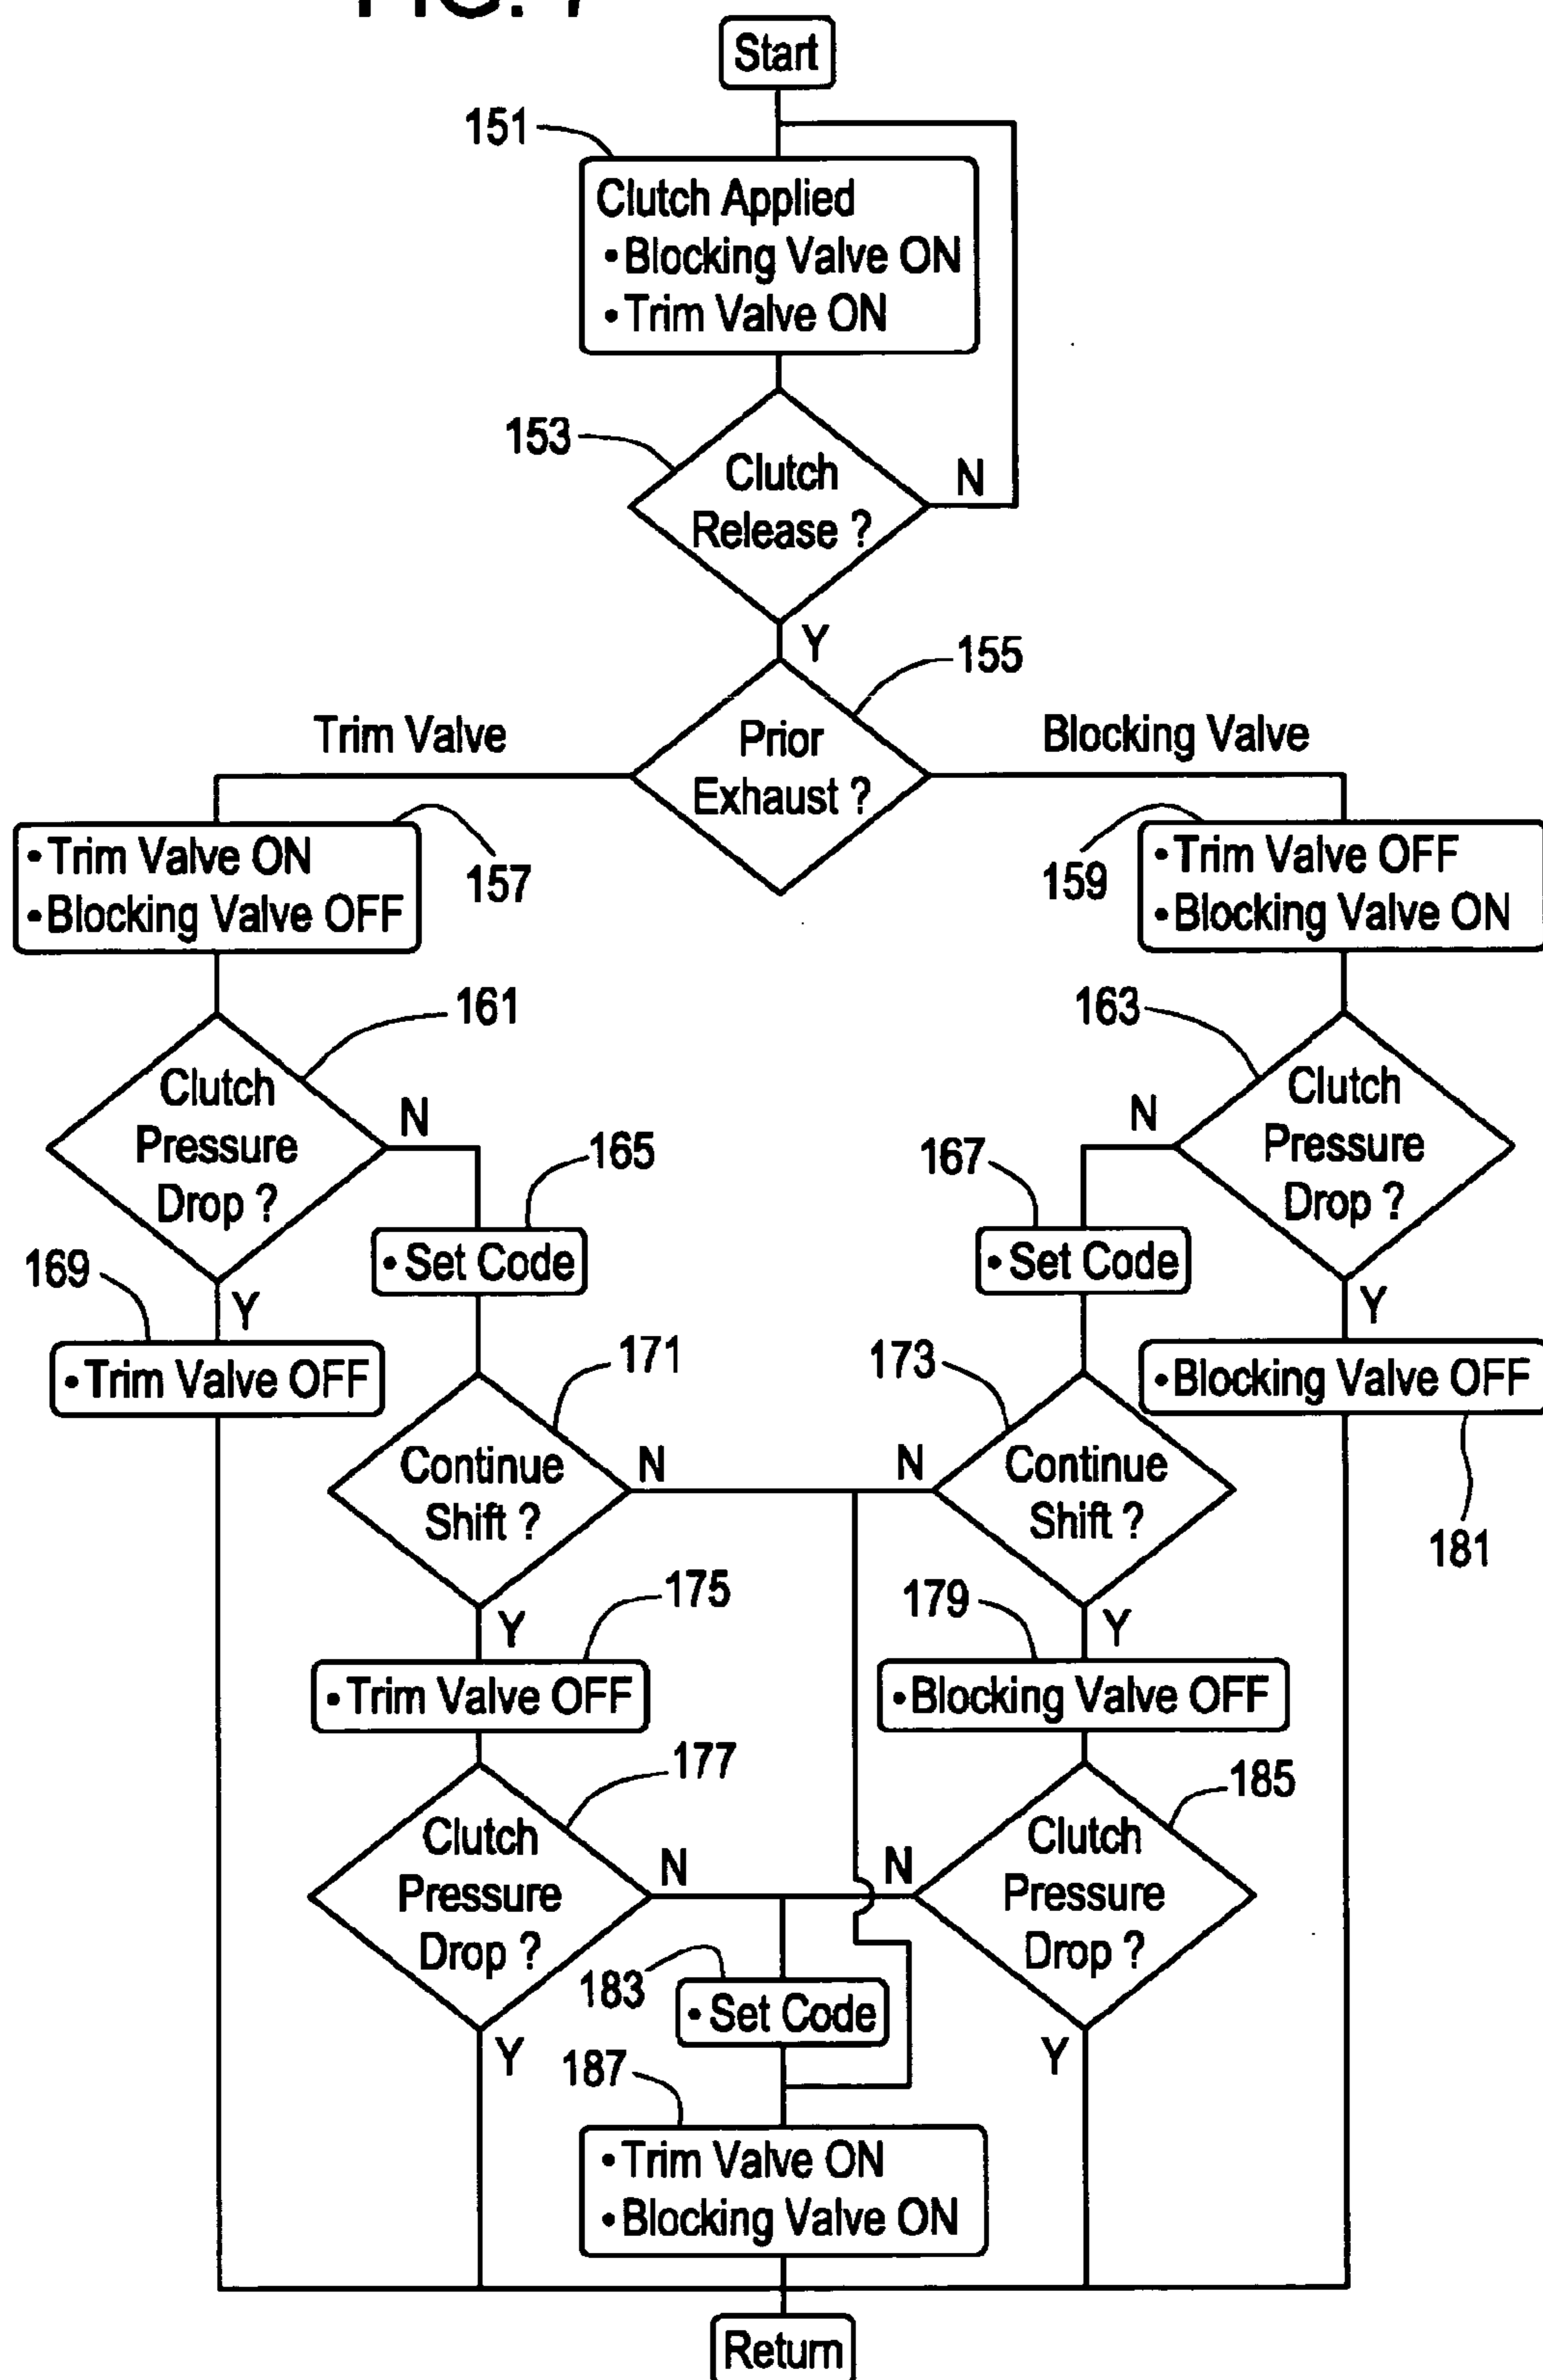 Start
151
Clutch Applied
•Blocking Valve ON
•Trim Valve ON
153
Clutch
Release ?
N
Y
155
Prior
Exhaust ?
Trim Valve
Blocking Valve
•Trim Valve ON
•Blocking Valve OFF
157
159
•Trim Valve OFF
•Blocking Valve ON
161
Clutch
Pressure
Drop ?
N
163
Clutch
Pressure
Drop ?
N
165
•Set Code
167
•Set Code
169
Y
•Trim Valve OFF
Y
•Blocking Valve OFF
181
171
Continue
Shift ?
N
173
Continue
Shift ?
N
175
Y
•Trim Valve OFF
179
Y
•Blocking Valve OFF
177
Clutch
Pressure
Drop ?
N
185
Clutch
Pressure
Drop ?
N
183
•Set Code
Y
Y
187
•Trim Valve ON
•Blocking Valve ON
Return